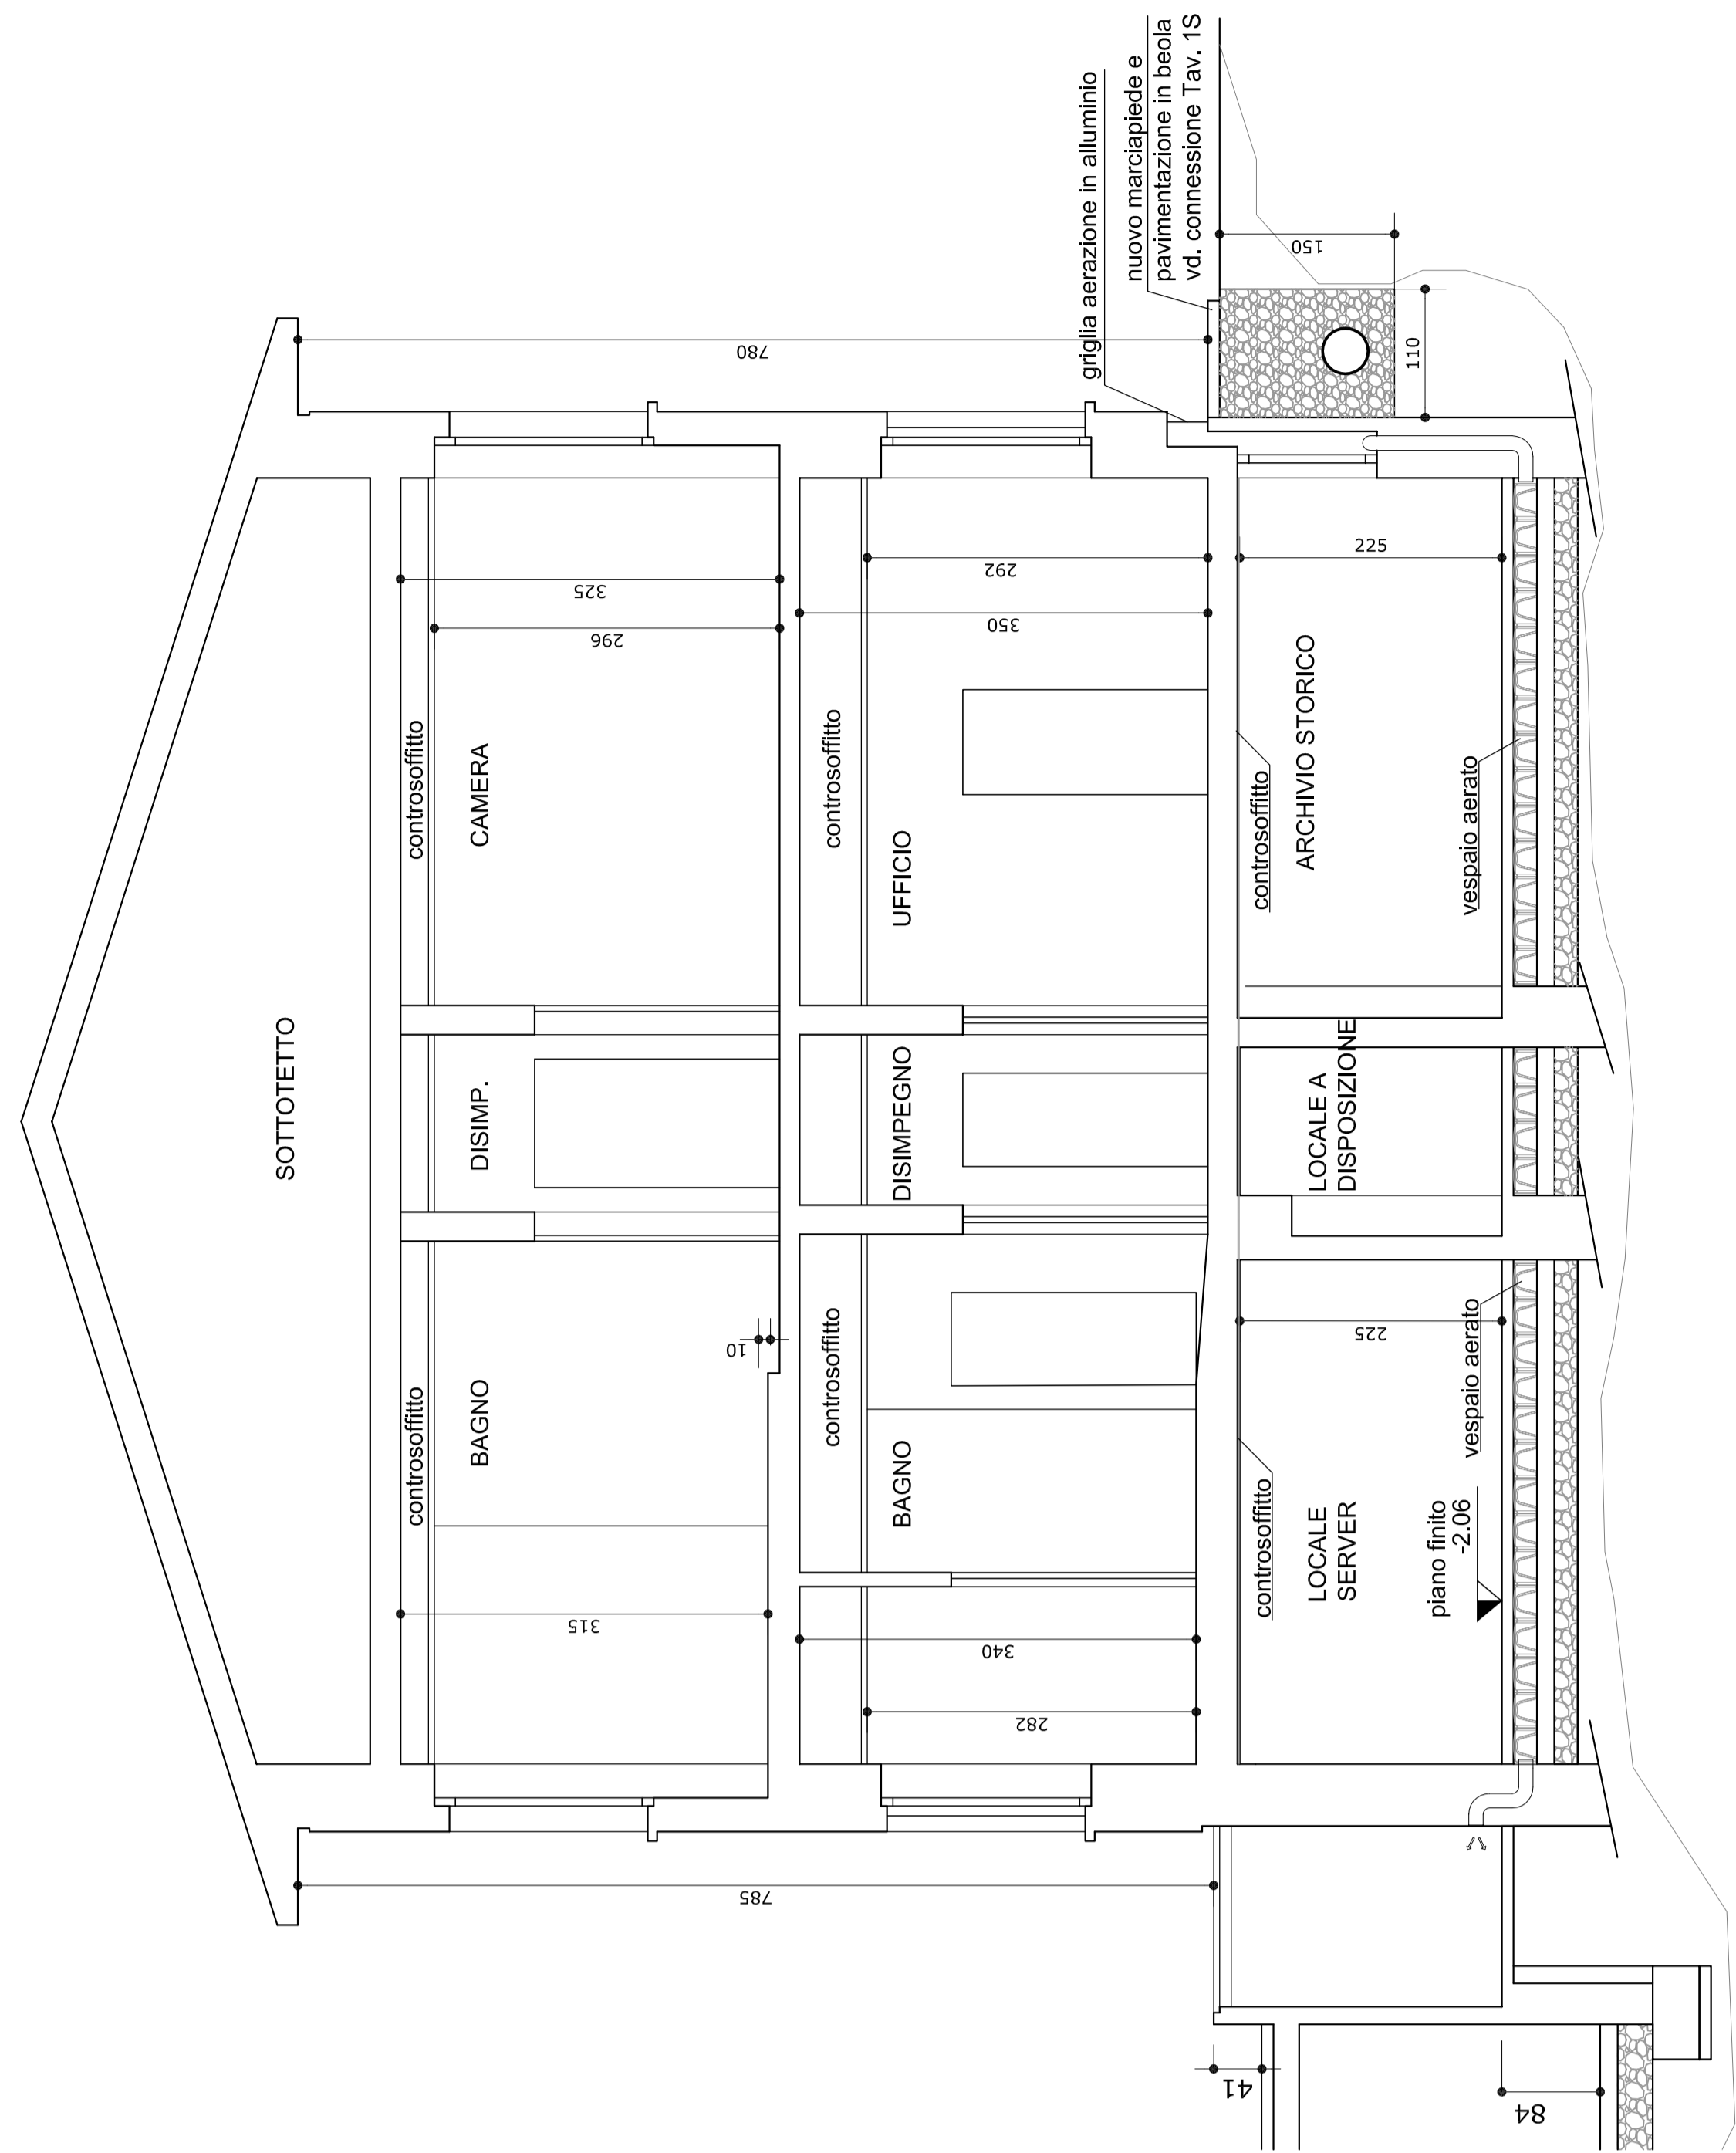 SOTTOTETTO
controsoffitto
controsoffitto
BAGNO
DISIMP.
CAMERA
315
10
296
325
785
780
controsoffitto
controsoffitto
BAGNO
DISIMPEGNO
UFFICIO
282
340
350
292
griglia aerazione in alluminio
nuovo marciapiede e
pavimentazione in beola
vd. connessione Tav. 1S
controsoffitto
controsoffitto
LOCALE
SERVER
LOCALE A
DISPOSIZIONE
ARCHIVIO STORICO
225
225
150
110
piano finito
-2.06
vespaio aerato
vespaio aerato
41
84